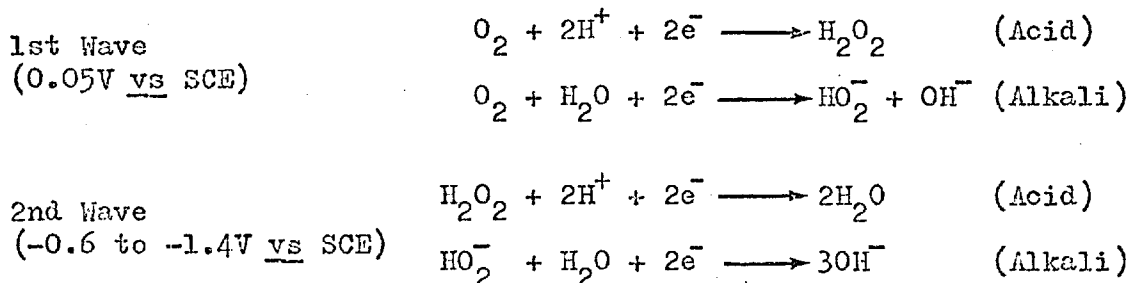 1st Wave
(0.05V vs SCE)
O₂ + 2H⁺ + 2e⁻ ⟶ H₂O₂ (Acid)
O₂ + H₂O + 2e⁻ ⟶ HO₂⁻ + OH⁻ (Alkali)
2nd Wave
(-0.6 to -1.4V vs SCE)
H₂O₂ + 2H⁺ + 2e⁻ ⟶ 2H₂O (Acid)
HO₂⁻ + H₂O + 2e⁻ ⟶ 3OH⁻ (Alkali)